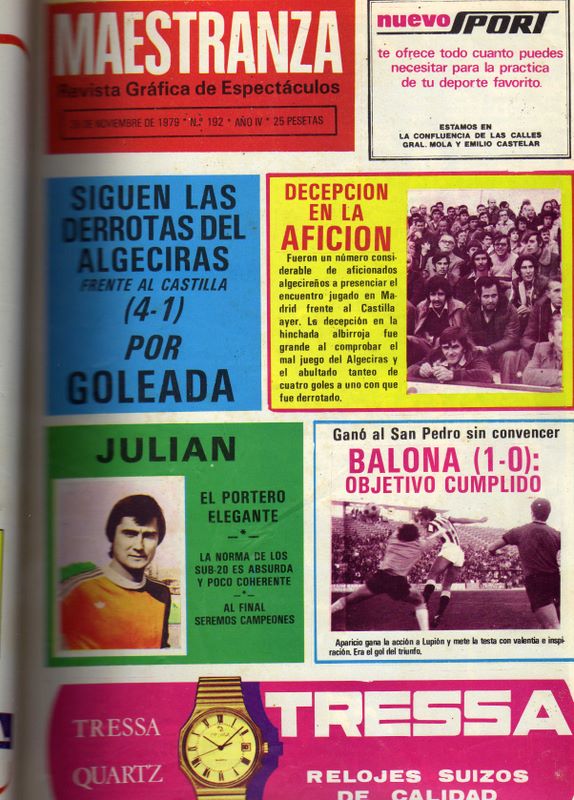 MAESTRANZA
Revista Gráfica de Espectáculos
DE NOVIEMBRE DE 1979 * N.º 192 * AÑO IV * 25 PESETAS
nuevo SPORT
te ofrece todo cuanto puedes
necesitar para la practica
de tu deporte favorito.
ESTAMOS EN
LA CONFLUENCIA DE LAS CALLES
GRAL. MOLA Y EMILIO CASTELAR
SIGUEN LAS
DERROTAS DEL
ALGECIRAS
FRENTE AL CASTILLA
(4-1)
POR
GOLEADA
DECEPCION
EN LA
AFICION
Fueron un número consi-
derable de aficionados
algecireños a presenciar el
encuentro jugado en Ma-
drid frente al Castilla
ayer. La decepción en la
hinchada albirroja fue
grande al comprobar el
mal juego del Algeciras y
el abultado tanteo de
cuatro goles a uno con que
fue derrotado.
JULIAN
EL PORTERO
ELEGANTE
—*—
LA NORMA DE LOS
SUB-20 ES ABSURDA
Y POCO COHERENTE
—*—
AL FINAL
SEREMOS CAMPEONES
Ganó al San Pedro sin convencer
BALONA (1-0):
OBJETIVO CUMPLIDO
Aparicio gana la acción a Lupión y mete la testa con valentia e inspi-
ración. Era el gol del triunfo.
TRESSA
QUARTZ
TRESSA
RELOJES SUIZOS
DE CALIDAD